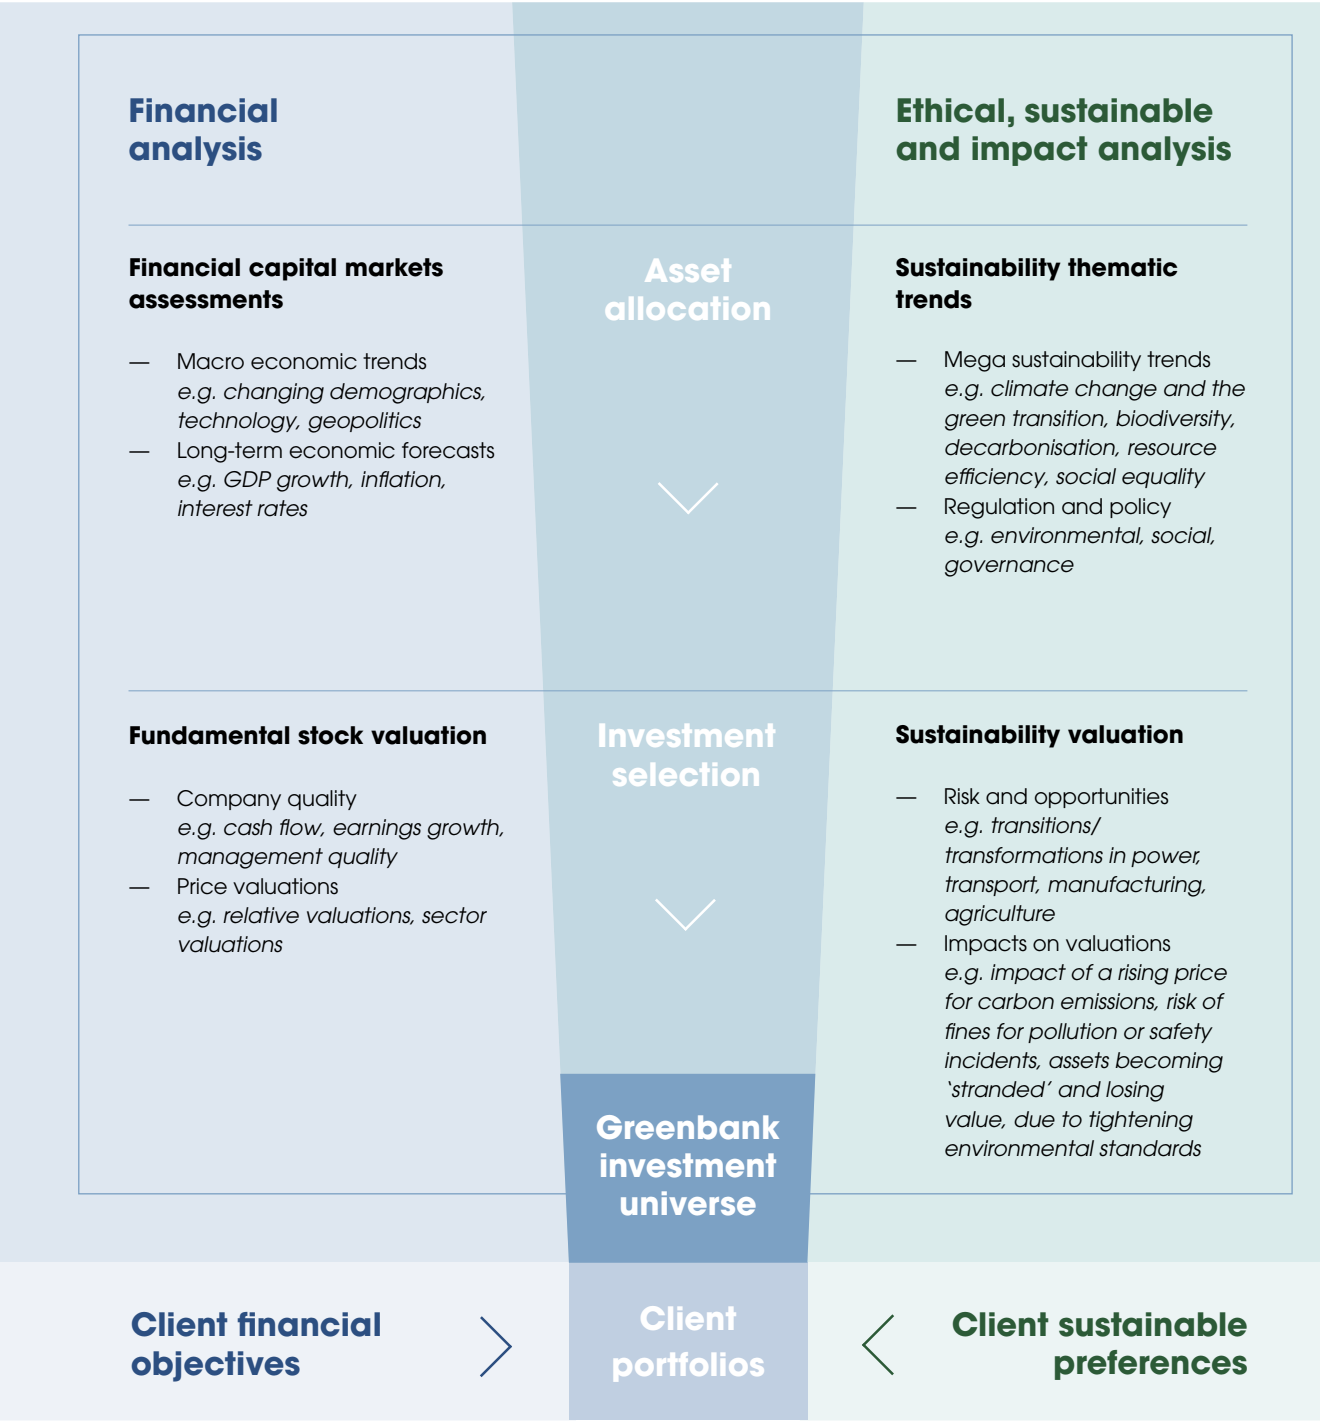 Financial
analysis
Ethical, sustainable
and impact analysis
Financial capital markets
assessments
— Macro economic trends
e.g. changing demographics,
technology, geopolitics
— Long-term economic forecasts
e.g. GDP growth, inflation,
interest rates
Asset
allocation
Sustainability thematic
trends
— Mega sustainability trends
e.g. climate change and the
green transition, biodiversity,
decarbonisation, resource
efficiency, social equality
— Regulation and policy
e.g. environmental, social,
governance
Fundamental stock valuation
— Company quality
e.g. cash flow, earnings growth,
management quality
— Price valuations
e.g. relative valuations, sector
valuations
Investment
selection
Sustainability valuation
— Risk and opportunities
e.g. transitions/
transformations in power,
transport, manufacturing,
agriculture
— Impacts on valuations
e.g. impact of a rising price
for carbon emissions, risk of
fines for pollution or safety
incidents, assets becoming
‘stranded’ and losing
value, due to tightening
environmental standards
Greenbank
investment
universe
Client financial
objectives
Client
portfolios
Client sustainable
preferences